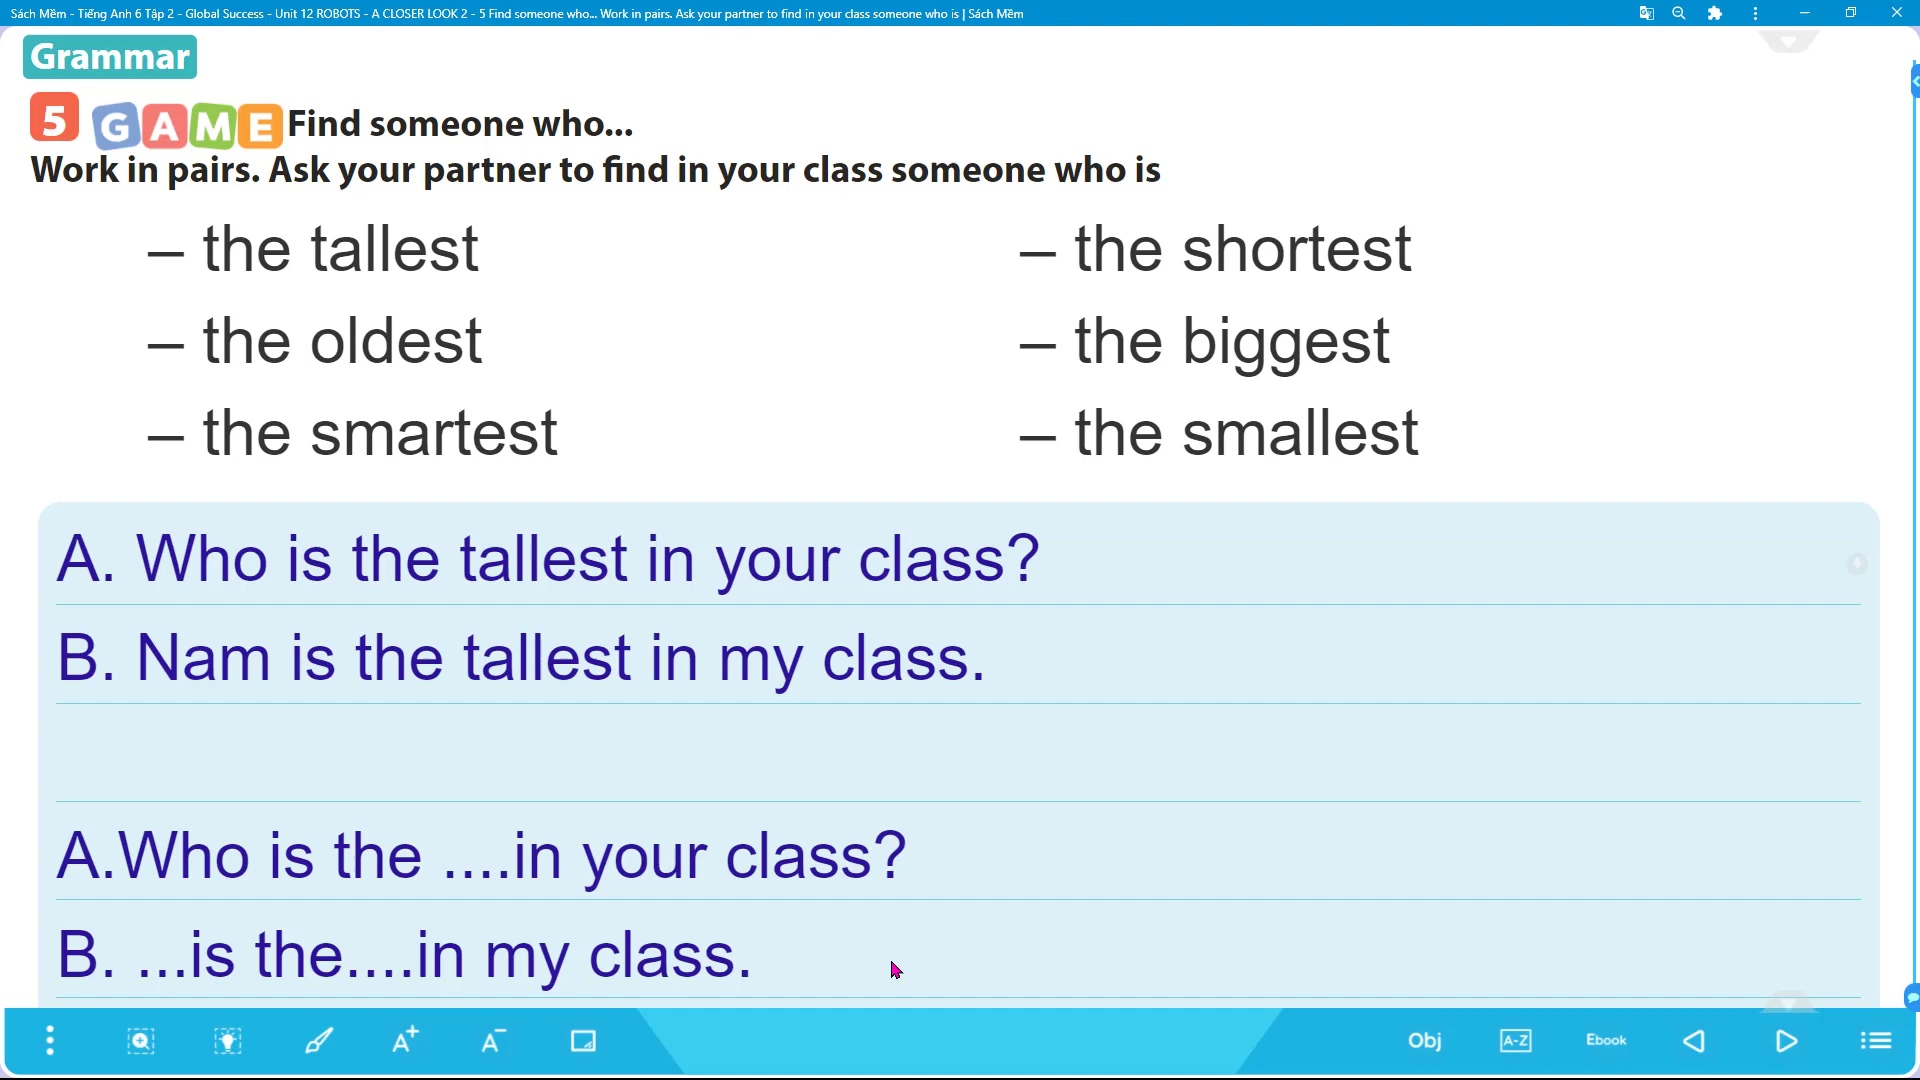 Sách Mềm - Tiếng Anh 6 Tập 2 - Global Success - Unit 12 ROBOTS - A CLOSER LOOK 2 - 5 Find someone who... Work in pairs. Ask your partner to find in your class someone who is | Sách Mềm
Grammar
5 GAME Find someone who...
Work in pairs. Ask your partner to find in your class someone who is
– the tallest
– the shortest
– the oldest
– the biggest
– the smartest
– the smallest
A. Who is the tallest in your class?
B. Nam is the tallest in my class.
A.Who is the ....in your class?
B. ...is the....in my class.
A+ A− Obj A-Z Ebook